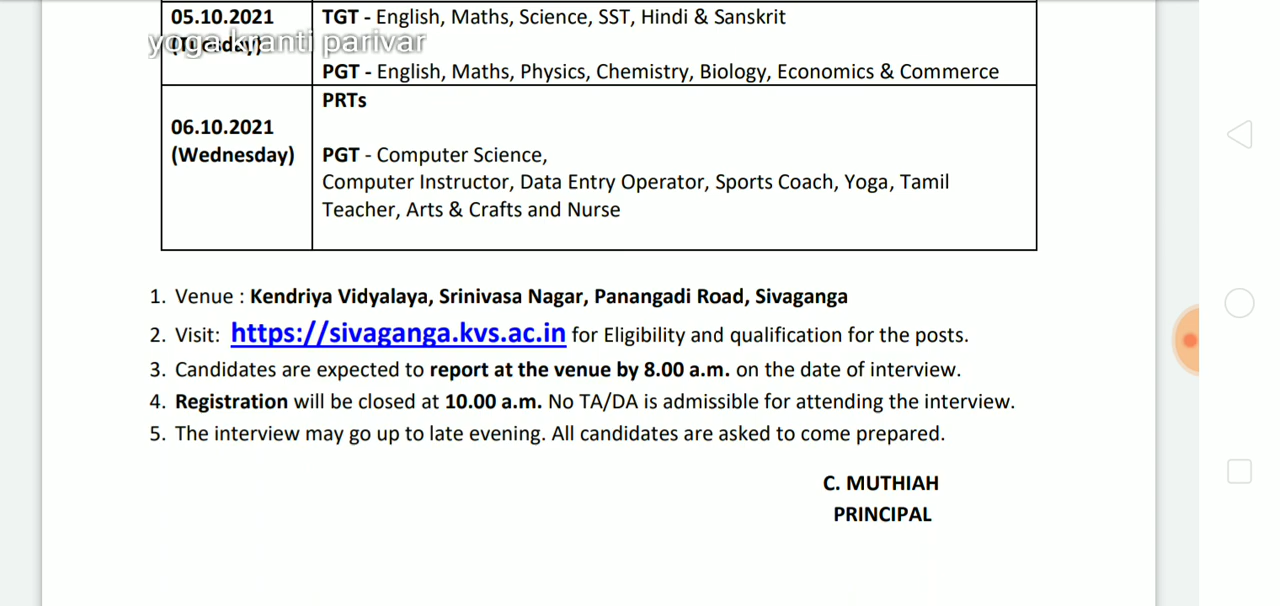 05.10.2021
TGT - English, Maths, Science, SST, Hindi & Sanskrit
yoga kranti parivar
(Tuesday)
PGT - English, Maths, Physics, Chemistry, Biology, Economics & Commerce
PRTs
06.10.2021
(Wednesday)
PGT - Computer Science,
Computer Instructor, Data Entry Operator, Sports Coach, Yoga, Tamil
Teacher, Arts & Crafts and Nurse
1. Venue : Kendriya Vidyalaya, Srinivasa Nagar, Panangadi Road, Sivaganga
2. Visit: https://sivaganga.kvs.ac.in for Eligibility and qualification for the posts.
3. Candidates are expected to report at the venue by 8.00 a.m. on the date of interview.
4. Registration will be closed at 10.00 a.m. No TA/DA is admissible for attending the interview.
5. The interview may go up to late evening. All candidates are asked to come prepared.
C. MUTHIAH
PRINCIPAL